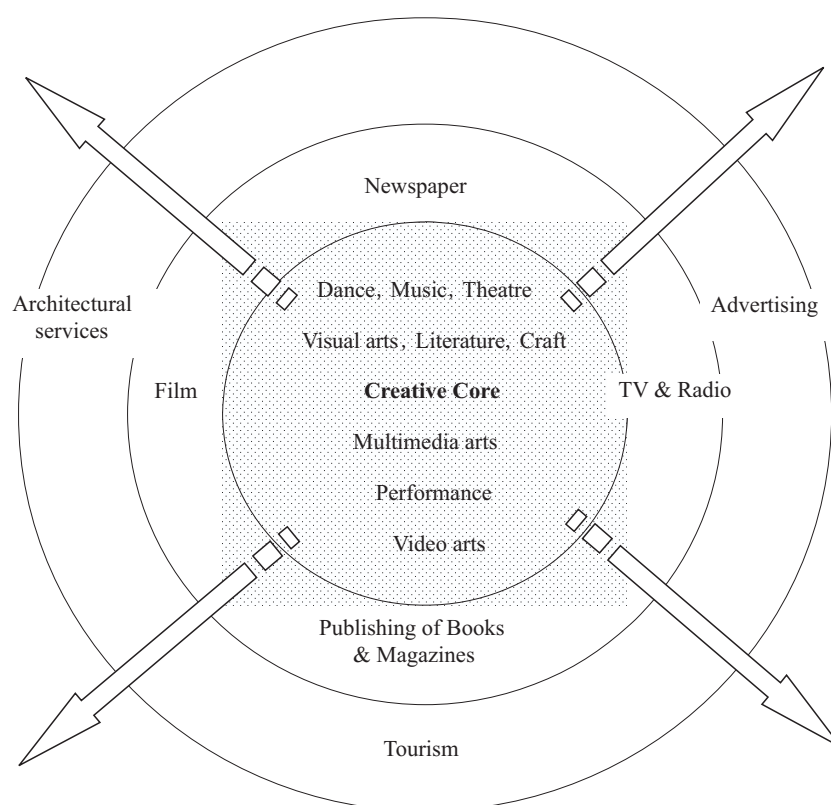 Newspaper
Dance, Music, Theatre
Architectural
services
Advertising
Visual arts, Literature, Craft
Film
Creative Core
TV & Radio
Multimedia arts
Performance
Video arts
Publishing of Books
& Magazines
Tourism